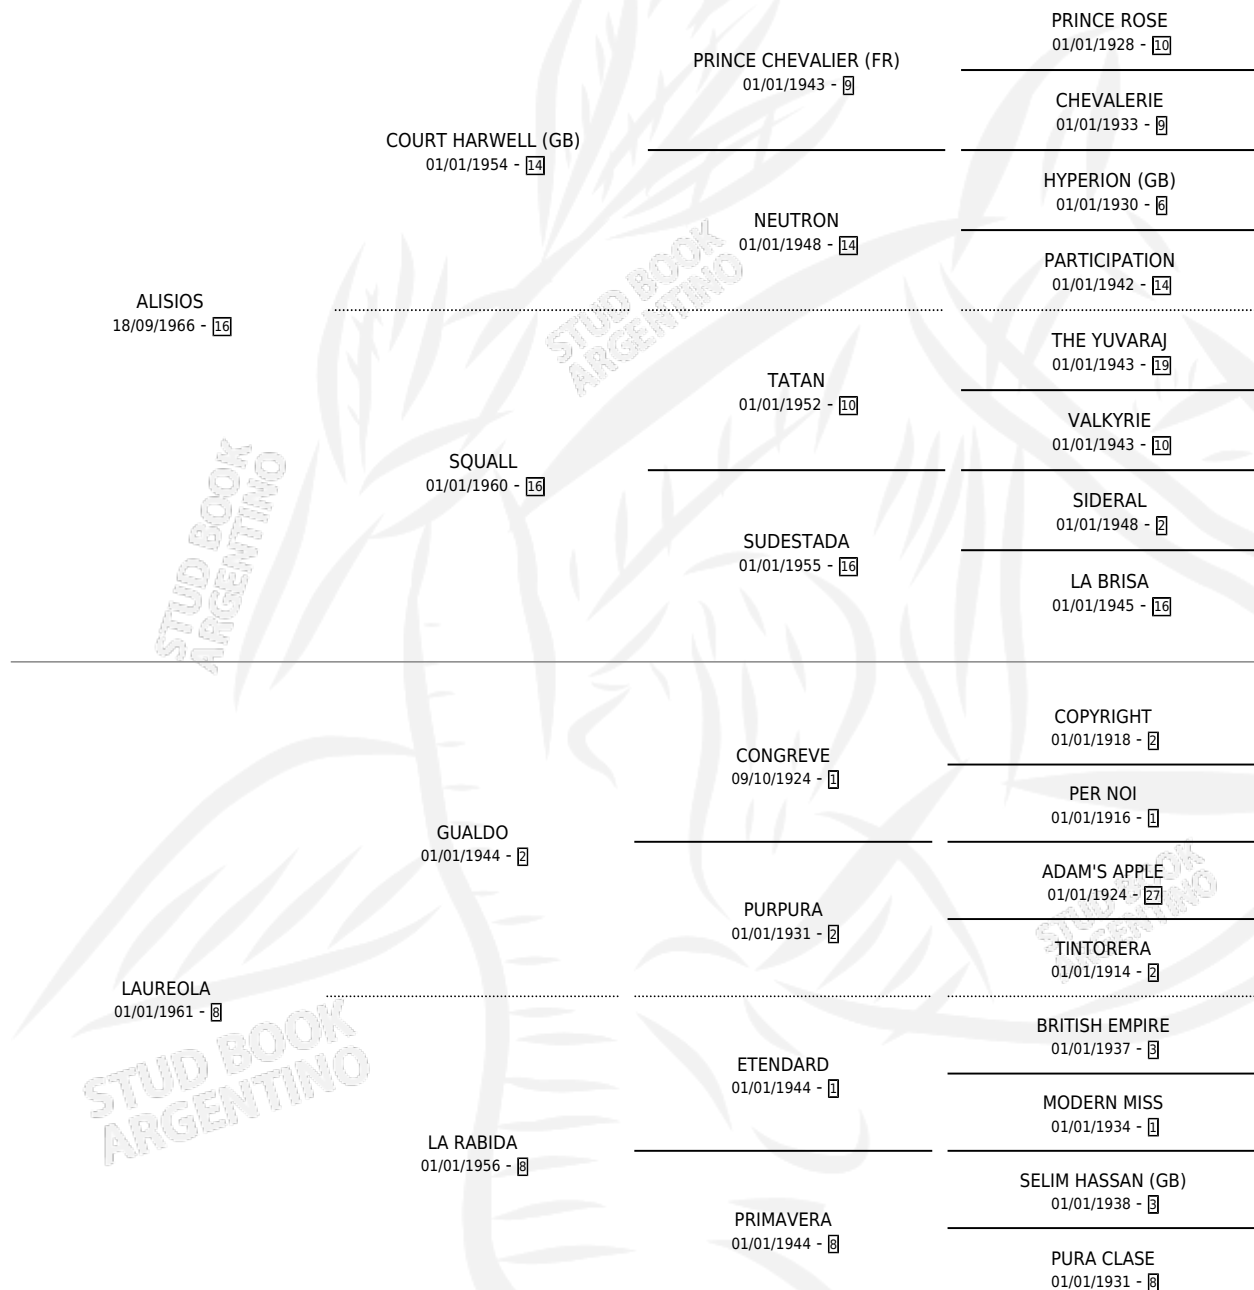 PRINCE ROSE
01/01/1928 - 10
PRINCE CHEVALIER (FR)
01/01/1943 - 9
CHEVALERIE
01/01/1933 - 9
COURT HARWELL (GB)
01/01/1954 - 14
HYPERION (GB)
01/01/1930 - 6
NEUTRON
01/01/1948 - 14
PARTICIPATION
01/01/1942 - 14
ALISIOS
18/09/1966 - 16
THE YUVARAJ
01/01/1943 - 19
TATAN
01/01/1952 - 10
VALKYRIE
01/01/1943 - 10
SQUALL
01/01/1960 - 16
SIDERAL
01/01/1948 - 2
SUDESTADA
01/01/1955 - 16
LA BRISA
01/01/1945 - 16
COPYRIGHT
01/01/1918 - 2
CONGREVE
09/10/1924 - 1
PER NOI
01/01/1916 - 1
GUALDO
01/01/1944 - 2
ADAM'S APPLE
01/01/1924 - 27
PURPURA
01/01/1931 - 2
TINTORERA
01/01/1914 - 2
LAUREOLA
01/01/1961 - 8
BRITISH EMPIRE
01/01/1937 - 3
ETENDARD
01/01/1944 - 1
MODERN MISS
01/01/1934 - 1
LA RABIDA
01/01/1956 - 8
SELIM HASSAN (GB)
01/01/1938 - 3
PRIMAVERA
01/01/1944 - 8
PURA CLASE
01/01/1931 - 8
STUD BOOK
ARGENTINO
STUD BOOK
ARGENTINO
STUD BOOK
ARGENTINO
STUD BOOK
ARGENTINO